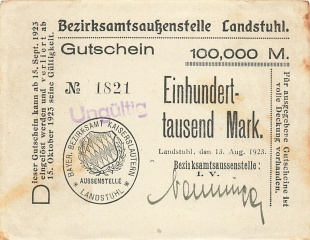 Bezirksamtsaußenstelle Landstuhl.
Gutschein 100,000 M.
№ 1821
Ungültig
Einhundert-
tausend Mark.
Landstuhl, den 13. Aug. 1923.
Bezirksamtsaussenstelle:
I. V.
BAYER. BEZIRKSAMT KAISERSLAUTERN
AUSSENSTELLE
LANDSTUHL
Dieser Gutschein kann ab 15. Sept. 1923
eingelöst werden und verliert ab
15. Oktober 1923 seine Gültigkeit.
Für ausgegebene Gutscheine ist
volle Deckung vorhanden.